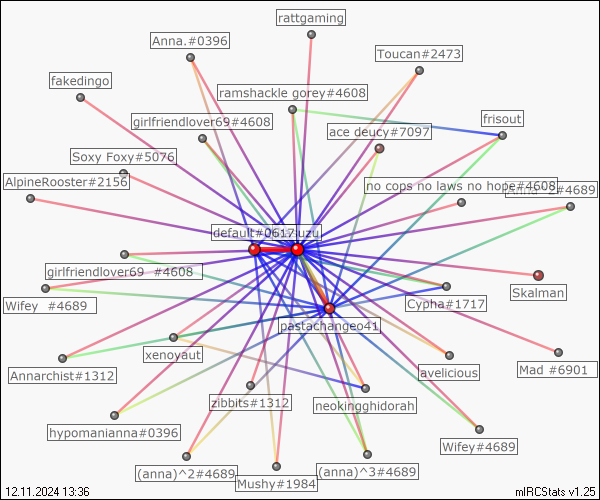 rattgaming
Anna.#0396
Toucan#2473
fakedingo
ramshackle gorey#4608
girlfriendlover69#4608
frisout
ace deucy#7097
Soxy Foxy#5076
AlpineRooster#2156
no cops no laws no hope#4608
#4689
default#0617
uzu
girlfriendlover69 #4608
Skalman
Wifey #4689
Cypha#1717
pastachangeo41
xenoyaut
avelicious
Mad #6901
Annarchist#1312
zibbits#1312
neokingghidorah
hypomanianna#0396
Wifey#4689
(anna)^2#4689
(anna)^3#4689
Mushy#1984
12.11.2024 13:36
mIRCStats v1.25